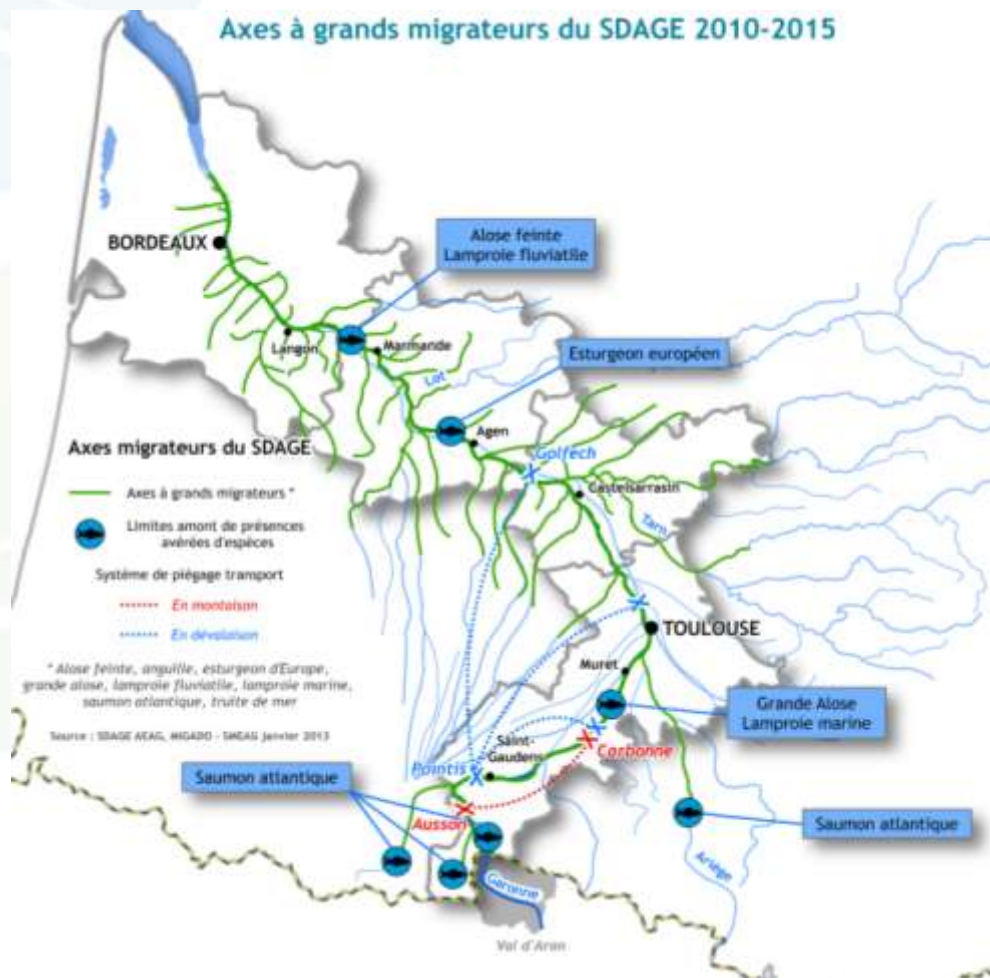 Axes à grands migrateurs du SDAGE 2010-2015
BORDEAUX
Alose feinte
Lamproie fluviatile
Langon
Marmande
Esturgeon européen
Lot
Agen
Golfech
Castelsarrasin
Tarn
Axes migrateurs du SDAGE
Axes à grands migrateurs *
Limites amont de présences
avérées d'espèces
Système de piégage transport
En montaison
En dévalaison
* Alose feinte, anguille, esturgeon d'Europe,
grande alose, lamproie fluviatile, lamproie marine,
saumon atlantique, truite de mer
Source : SDAGE AEAG, MIGADO - SMEAG janvier 2013
TOULOUSE
Muret
Grande Alose
Lamproie marine
Carbonne
Saint-
Gaudens
Pointis
Saumon atlantique
Ausson
Saumon atlantique
Ariège
Garonne
Val d'Aran